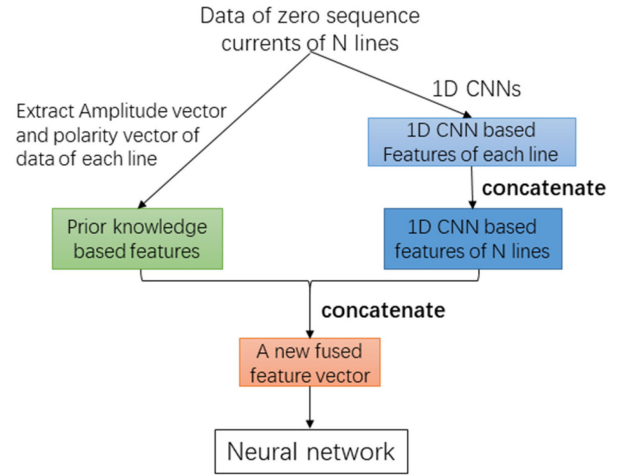 Data of zero sequence
currents of N lines
1D CNNs
Extract Amplitude vector
and polarity vector of
data of each line
1D CNN based
Features of each line
concatenate
Prior knowledge
based features
1D CNN based
features of N lines
concatenate
A new fused
feature vector
Neural network